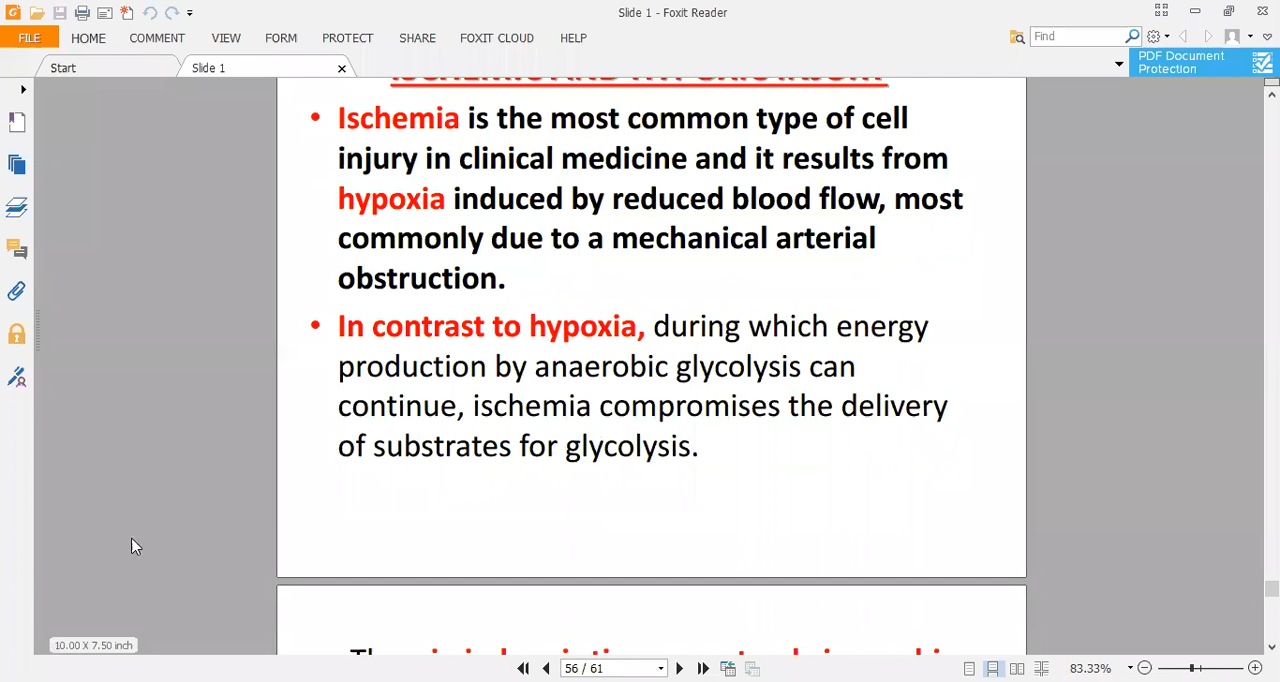 Slide 1 - Foxit Reader
FILE HOME COMMENT VIEW FORM PROTECT SHARE FOXIT CLOUD HELP
Find
PDF Document
Protection
Start
Slide 1
• Ischemia is the most common type of cell
injury in clinical medicine and it results from
hypoxia induced by reduced blood flow, most
commonly due to a mechanical arterial
obstruction.
• In contrast to hypoxia, during which energy
production by anaerobic glycolysis can
continue, ischemia compromises the delivery
of substrates for glycolysis.
10.00 X 7.50 inch
56 / 61
83.33%